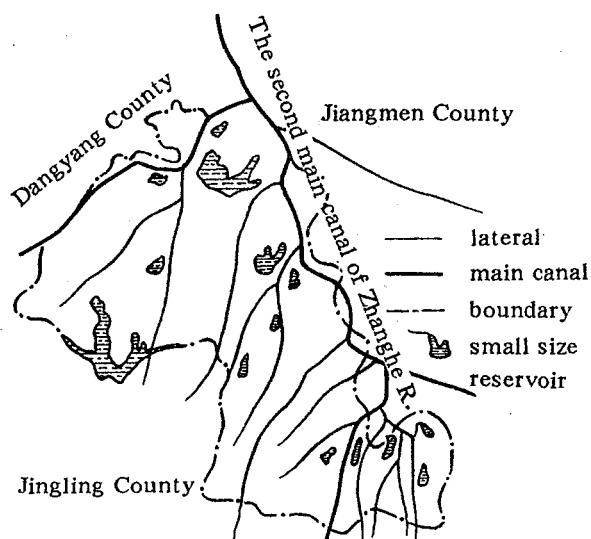 The second main canal of Zhanghe R.
Dangyang County
Jiangmen County
lateral
main canal
boundary
small size
reservoir
Jingling County